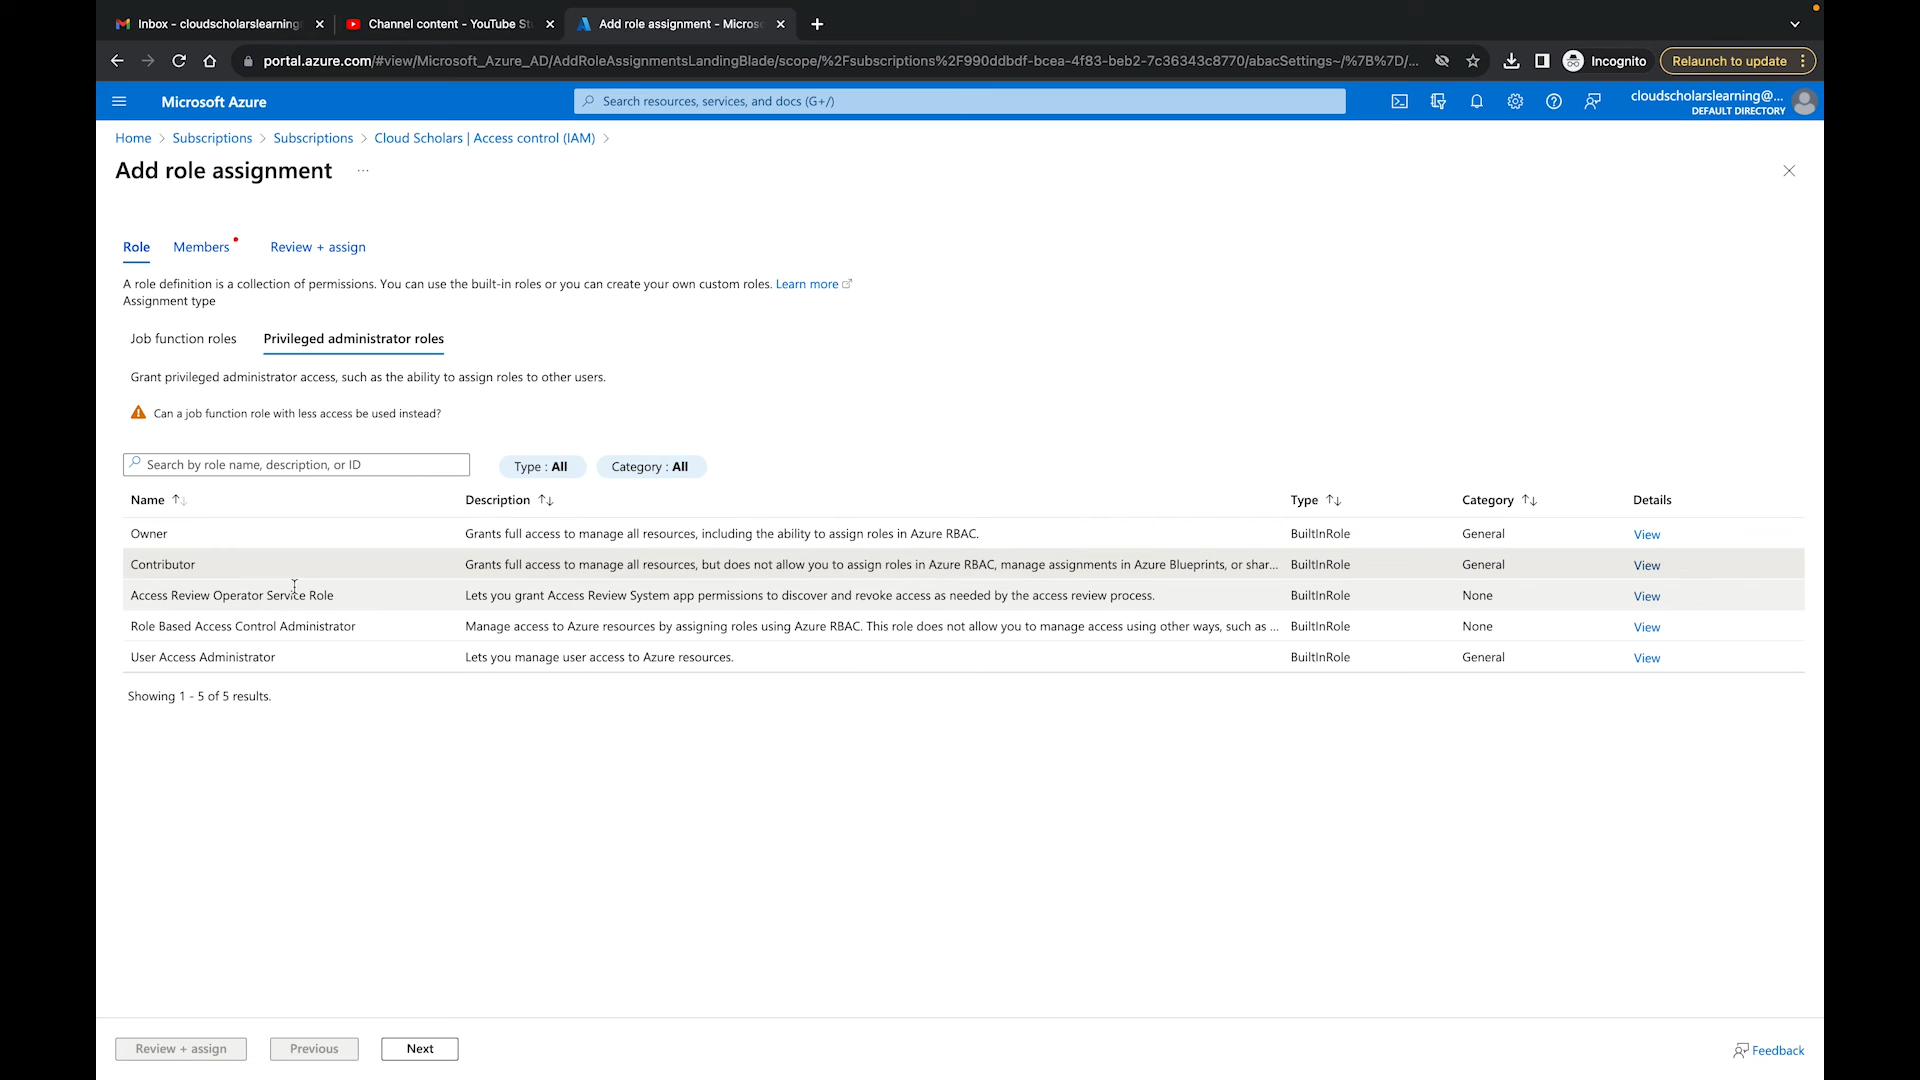 Inbox - cloudscholarslearning
Channel content - YouTube St
Add role assignment - Micros
portal.azure.com/#view/Microsoft_Azure_AD/AddRoleAssignmentsLandingBlade/scope/%2Fsubscriptions%2F990ddbdf-bcea-4f83-beb2-7c36343c8770/abacSettings~/%7B%7D/...
Incognito
Relaunch to update
Microsoft Azure
Search resources, services, and docs (G+/)
cloudscholarslearning@...
DEFAULT DIRECTORY
Home > Subscriptions > Subscriptions > Cloud Scholars | Access control (IAM) >
Add role assignment ...
Role Members Review + assign
A role definition is a collection of permissions. You can use the built-in roles or you can create your own custom roles. Learn more
Assignment type
Job function roles Privileged administrator roles
Grant privileged administrator access, such as the ability to assign roles to other users.
Can a job function role with less access be used instead?
Search by role name, description, or ID
Type : All
Category : All
Name Description Type Category Details
Owner Grants full access to manage all resources, including the ability to assign roles in Azure RBAC. BuiltInRole General View
Contributor Grants full access to manage all resources, but does not allow you to assign roles in Azure RBAC, manage assignments in Azure Blueprints, or shar... BuiltInRole General View
Access Review Operator Service Role Lets you grant Access Review System app permissions to discover and revoke access as needed by the access review process. BuiltInRole None View
Role Based Access Control Administrator Manage access to Azure resources by assigning roles using Azure RBAC. This role does not allow you to manage access using other ways, such as ... BuiltInRole None View
User Access Administrator Lets you manage user access to Azure resources. BuiltInRole General View
Showing 1 - 5 of 5 results.
Review + assign Previous Next
Feedback